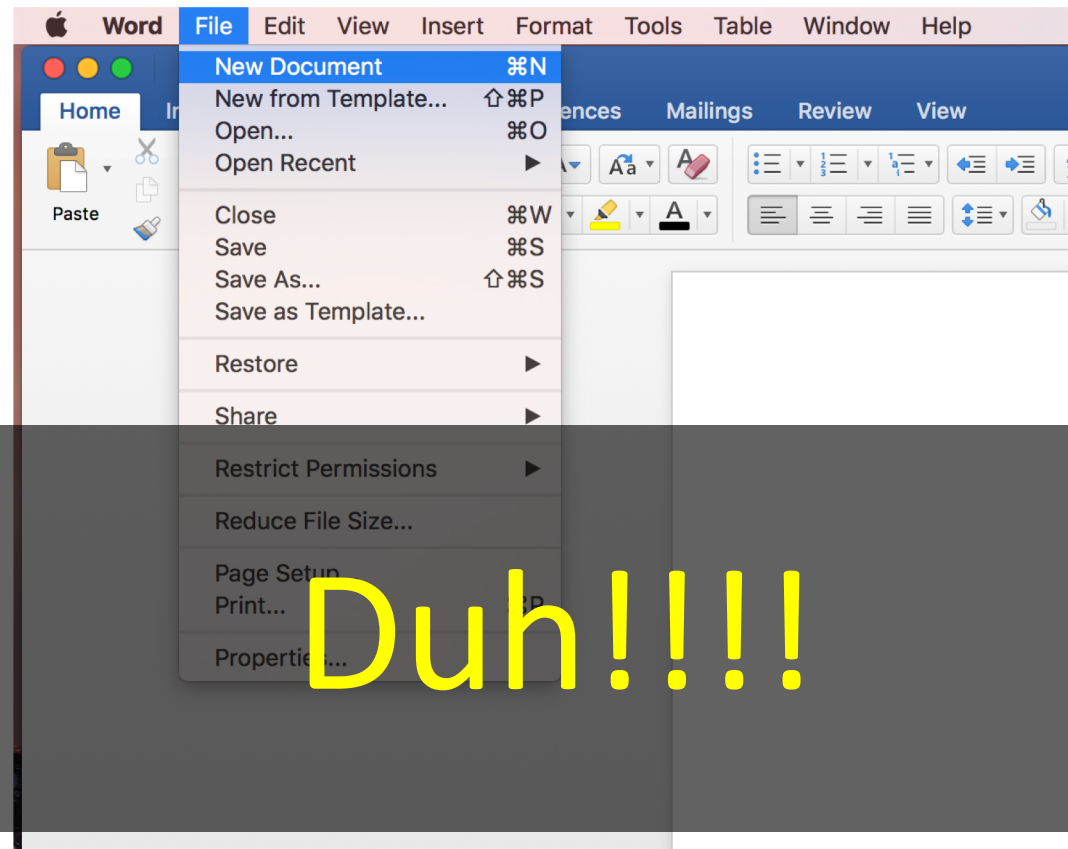 Word File Edit View Insert Format Tools Table Window Help
New Document ⌘N
New from Template... ⇧⌘P
Open... ⌘O
Open Recent
Close ⌘W
Save ⌘S
Save As... ⇧⌘S
Save as Template...
Restore
Share
Restrict Permissions
Reduce File Size...
Page Setup
Print... ⌘P
Properties...
Home Mailings Review View
Paste
Duh!!!!